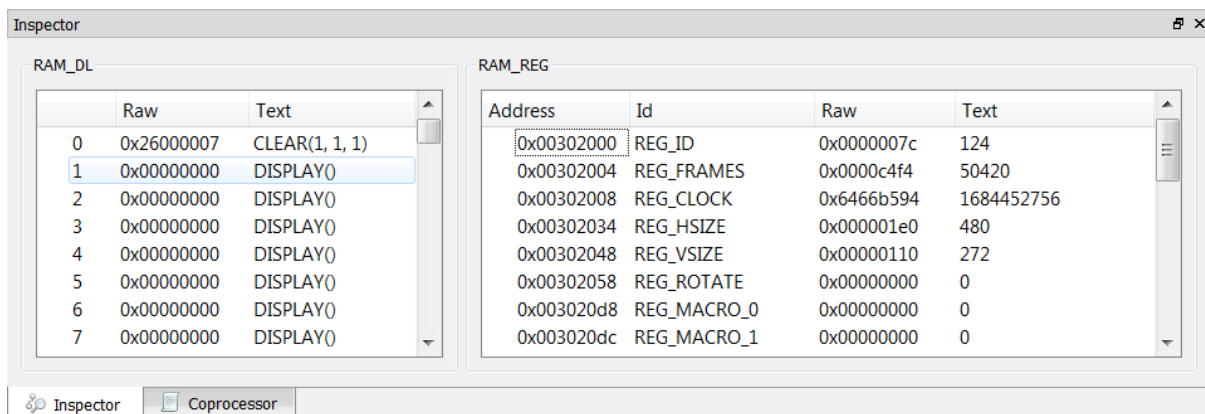 Inspector
RAM_DL
Raw Text
0 0x26000007 CLEAR(1, 1, 1)
1 0x00000000 DISPLAY()
2 0x00000000 DISPLAY()
3 0x00000000 DISPLAY()
4 0x00000000 DISPLAY()
5 0x00000000 DISPLAY()
6 0x00000000 DISPLAY()
7 0x00000000 DISPLAY()
RAM_REG
Address Id Raw Text
0x00302000 REG_ID 0x0000007c 124
0x00302004 REG_FRAMES 0x0000c4f4 50420
0x00302008 REG_CLOCK 0x6466b594 1684452756
0x00302034 REG_HSIZE 0x000001e0 480
0x00302048 REG_VSIZE 0x00000110 272
0x00302058 REG_ROTATE 0x00000000 0
0x003020d8 REG_MACRO_0 0x00000000 0
0x003020dc REG_MACRO_1 0x00000000 0
Inspector Coprocessor